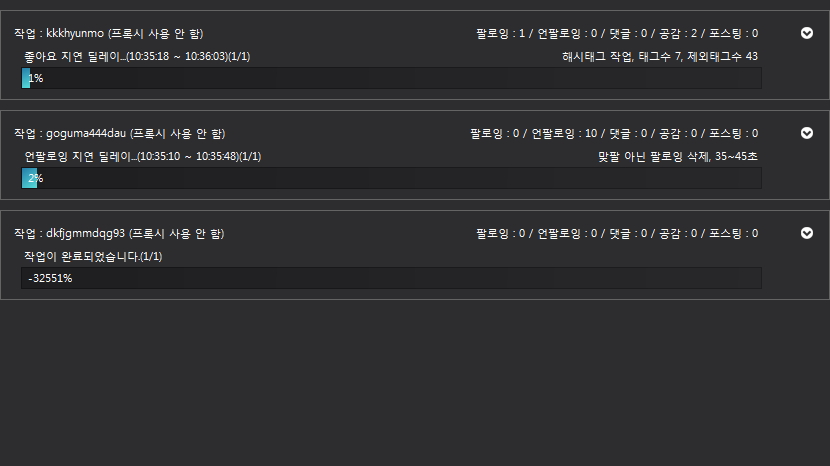 작업 : kkkhyunmo (프록시 사용 안 함) 팔로잉 : 1 / 언팔로잉 : 0 / 댓글 : 0 / 공감 : 2 / 포스팅 : 0
좋아요 지연 딜레이...(10:35:18 ~ 10:36:03)(1/1) 해시태그 작업, 태그수 7, 제외태그수 43
1%
작업 : goguma444dau (프록시 사용 안 함) 팔로잉 : 0 / 언팔로잉 : 10 / 댓글 : 0 / 공감 : 0 / 포스팅 : 0
언팔로잉 지연 딜레이...(10:35:10 ~ 10:35:48)(1/1) 맞팔 아닌 팔로잉 삭제, 35~45초
2%
작업 : dkfjgmmdqg93 (프록시 사용 안 함) 팔로잉 : 0 / 언팔로잉 : 0 / 댓글 : 0 / 공감 : 0 / 포스팅 : 0
작업이 완료되었습니다.(1/1)
-32551%